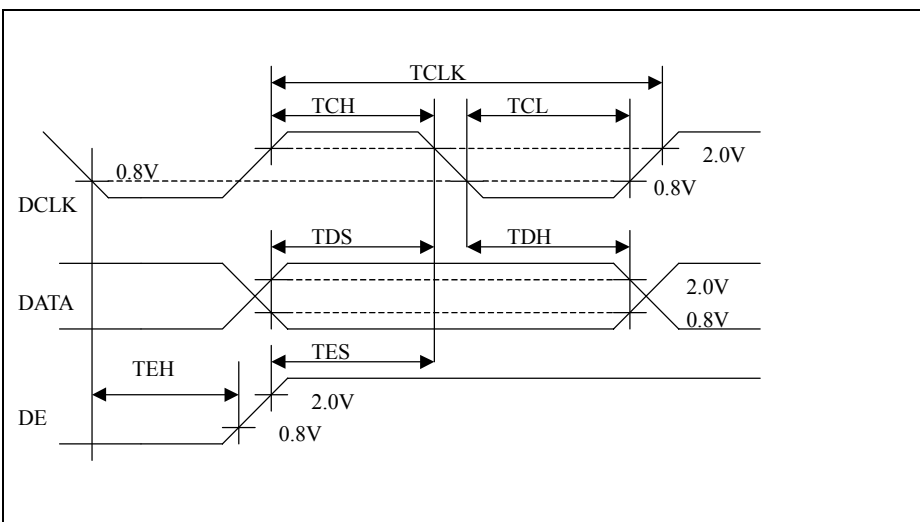 TCLK
TCH TCL
2.0V
0.8V
0.8V
DCLK
TDS TDH
2.0V
DATA
0.8V
TES
TEH
2.0V
DE
0.8V